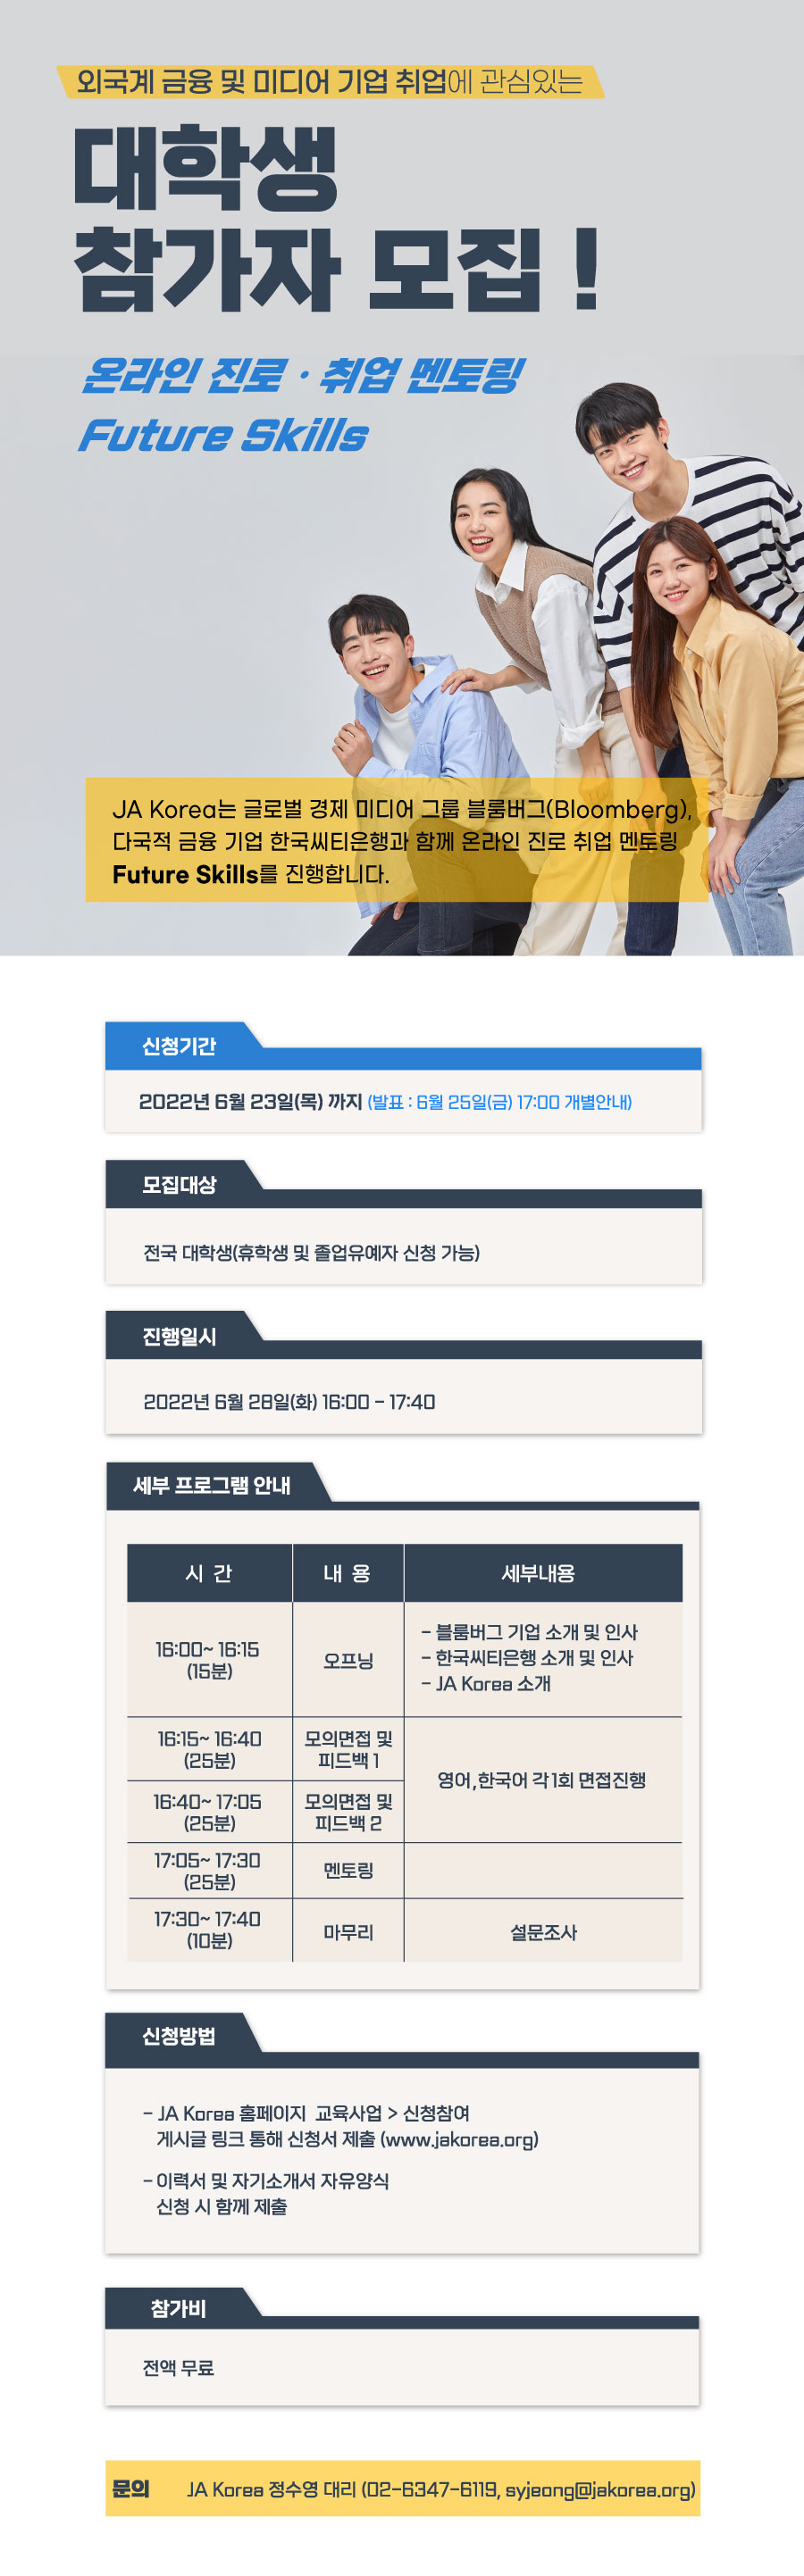 외국계 금융 및 미디어 기업 취업에 관심있는
대학생
참가자 모집 !
온라인 진로 · 취업 멘토링
Future Skills
JA Korea는 글로벌 경제 미디어 그룹 블룸버그(Bloomberg),
다국적 금융 기업 한국씨티은행과 함께 온라인 진로 취업 멘토링
Future Skills를 진행합니다.
신청기간
2022년 6월 23일(목) 까지 (발표 : 6월 25일(금) 17:00 개별안내)
모집대상
전국 대학생(휴학생 및 졸업유예자 신청 가능)
진행일시
2022년 6월 28일(화) 16:00 - 17:40
세부 프로그램 안내
시 간
내 용
세부내용
16:00~ 16:15
(15분)
오프닝
- 블룸버그 기업 소개 및 인사
- 한국씨티은행 소개 및 인사
- JA Korea 소개
16:15~ 16:40
(25분)
모의면접 및
피드백 1
영어,한국어 각 1회 면접진행
16:40~ 17:05
(25분)
모의면접 및
피드백 2
17:05~ 17:30
(25분)
멘토링
17:30~ 17:40
(10분)
마무리
설문조사
신청방법
- JA Korea 홈페이지 교육사업 > 신청참여
게시글 링크 통해 신청서 제출 (www.jakorea.org)
- 이력서 및 자기소개서 자유양식
신청 시 함께 제출
참가비
전액 무료
문의 JA Korea 정수영 대리 (02-6347-6119, syjeong@jakorea.org)